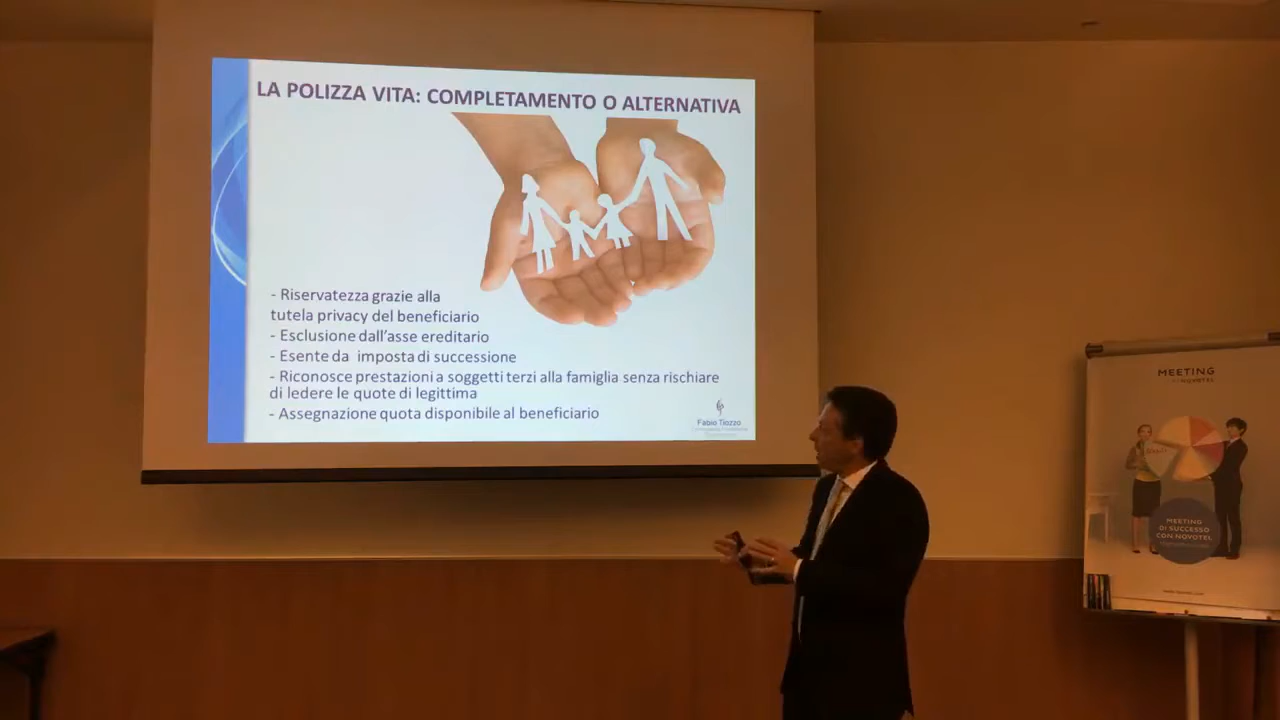 LA POLIZZA VITA: COMPLETAMENTO O ALTERNATIVA
- Riservatezza grazie alla
tutela privacy del beneficiario
- Esclusione dall'asse ereditario
- Esente da imposta di successione
- Riconosce prestazioni a soggetti terzi alla famiglia senza rischiare
di ledere le quote di legittima
- Assegnazione quota disponibile al beneficiario
Fabio Tiozzo
MEETING
NOVOTEL
MEETING
DI SUCCESSO
CON NOVOTEL